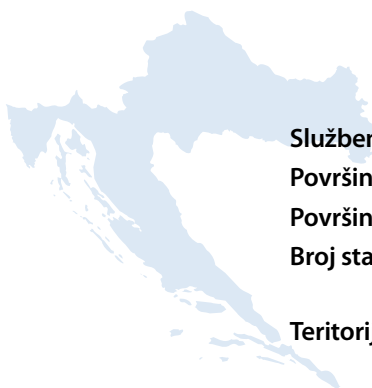 Služben
Površin
Površin
Broj sta
Teritorij